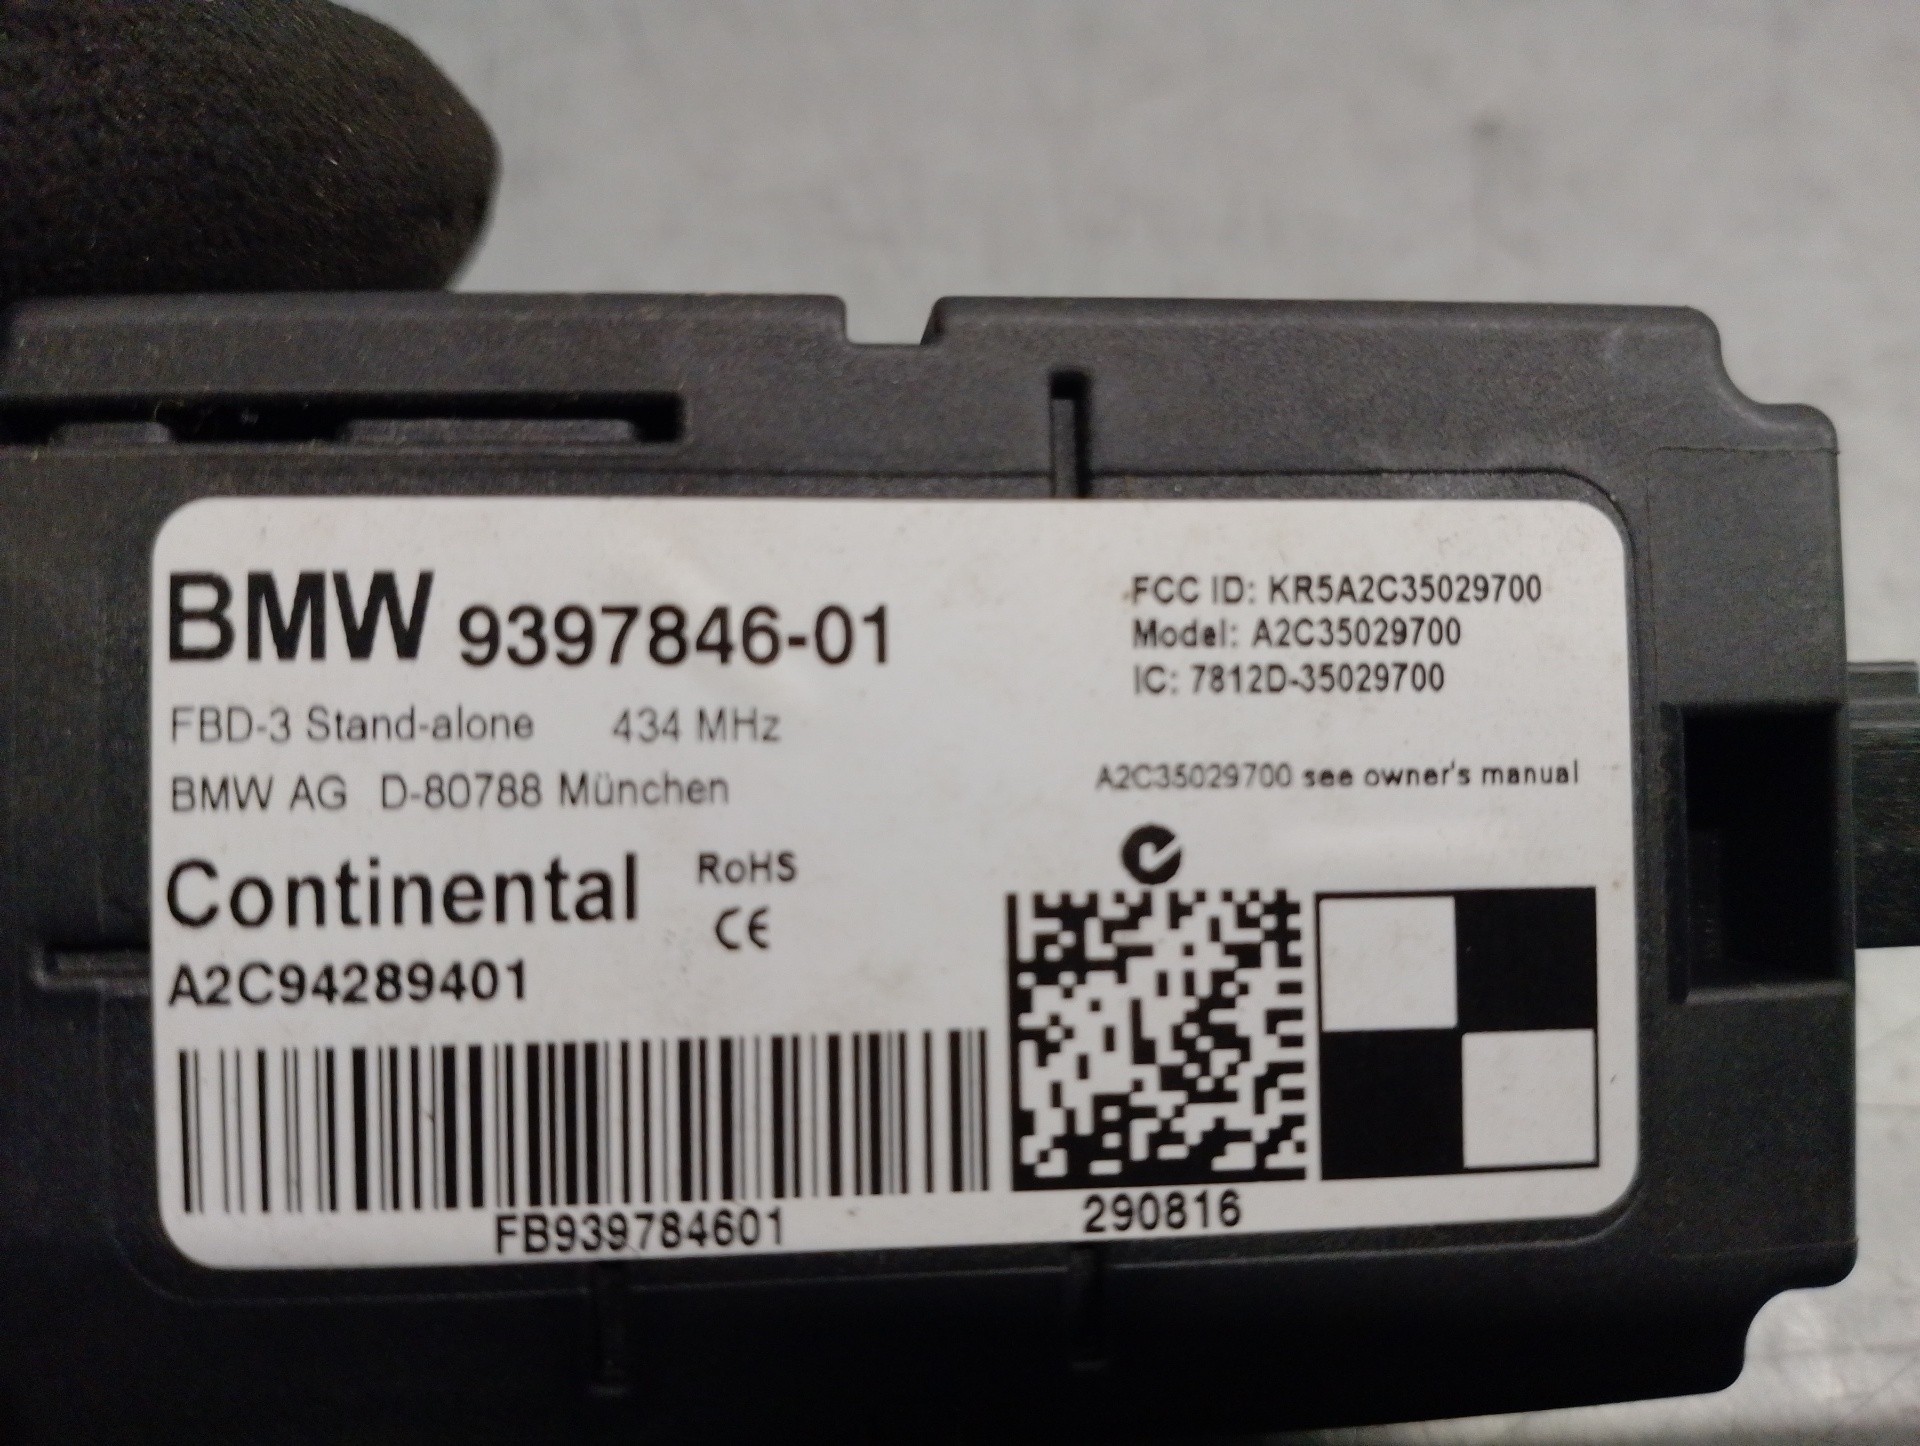 BMW 9397846-01
FBD-3 Stand-alone 434 MHz
BMW AG D-80788 München
Continental RoHS
CE
A2C94289401
FB939784601
FCC ID: KR5A2C35029700
Model: A2C35029700
IC: 7812D-35029700
A2C35029700 see owner's manual
290816